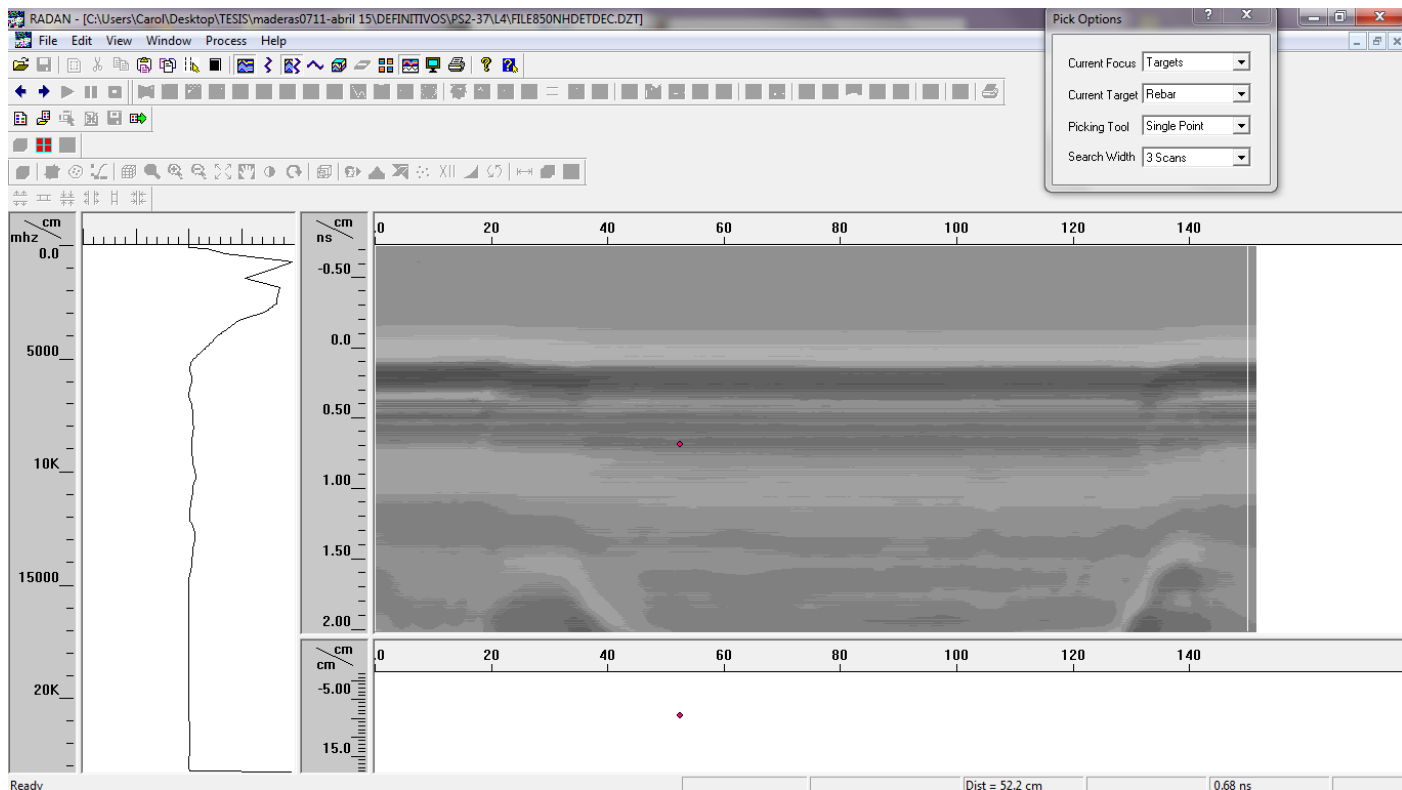 RADAN - [C:\Users\Carol\Desktop\TESIS\maderas0711-abril 15\DEFINITIVOS\PS2-37\L4\FILE850NHDETDEC.DZT]
File Edit View Window Process Help
Pick Options
Current Focus Targets
Current Target Rebar
Picking Tool Single Point
Search Width 3 Scans
cm
mhz
0.0
5000
10K
15000
20K
cm
ns
.0 20 40 60 80 100 120 140
-0.50
0.0
0.50
1.00
1.50
2.00
cm
cm
.0 20 40 60 80 100 120 140
-5.00
15.0
Ready Dist = 52.2 cm 0.68 ns